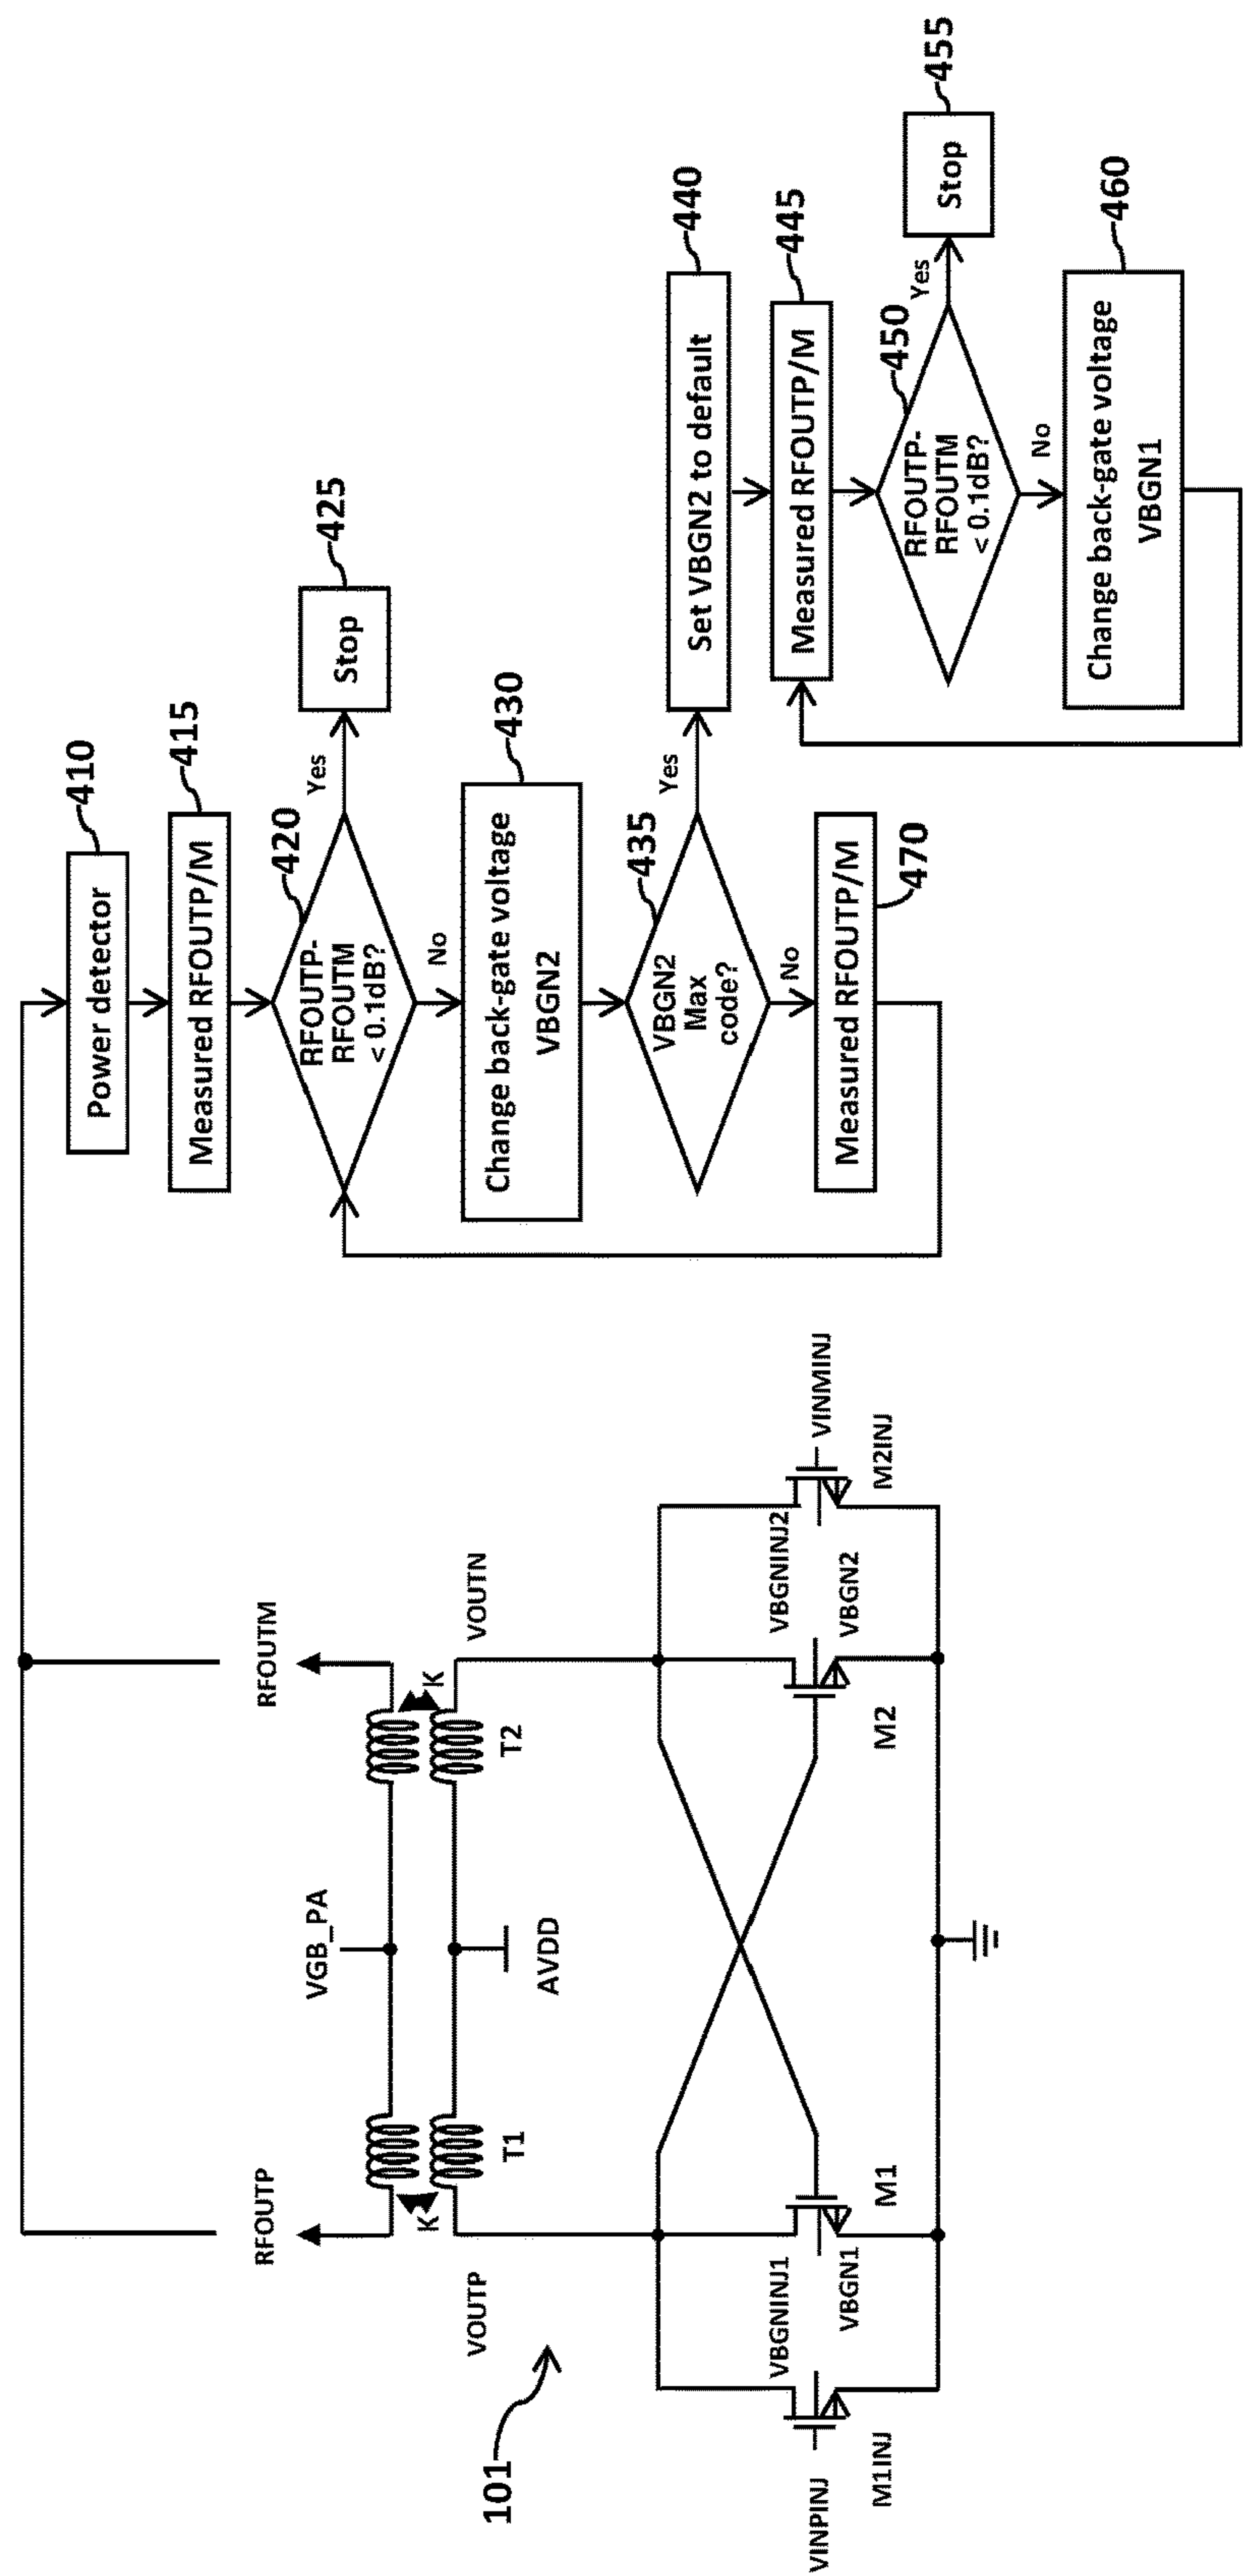 101
RFOUTP
RFOUTM
VGB_PA
K
K
T1
T2
VOUTP
AVDD
VOUTN
VBGNINJ1
VBGNINJ2
VBGN1
VBGN2
VINPINJ
VINMINJ
M1INJ
M1
M2
M2INJ
Power detector
410
Measured RFOUTP/M
415
RFOUTP-
RFOUTM
< 0.1dB?
420
Yes
Stop
425
No
Change back-gate voltage
VBGN2
430
VBGN2
Max
code?
435
Yes
No
Measured RFOUTP/M
470
Set VBGN2 to default
440
Measured RFOUTP/M
445
RFOUTP-
RFOUTM
< 0.1dB?
450
Yes
Stop
455
No
Change back-gate voltage
VBGN1
460